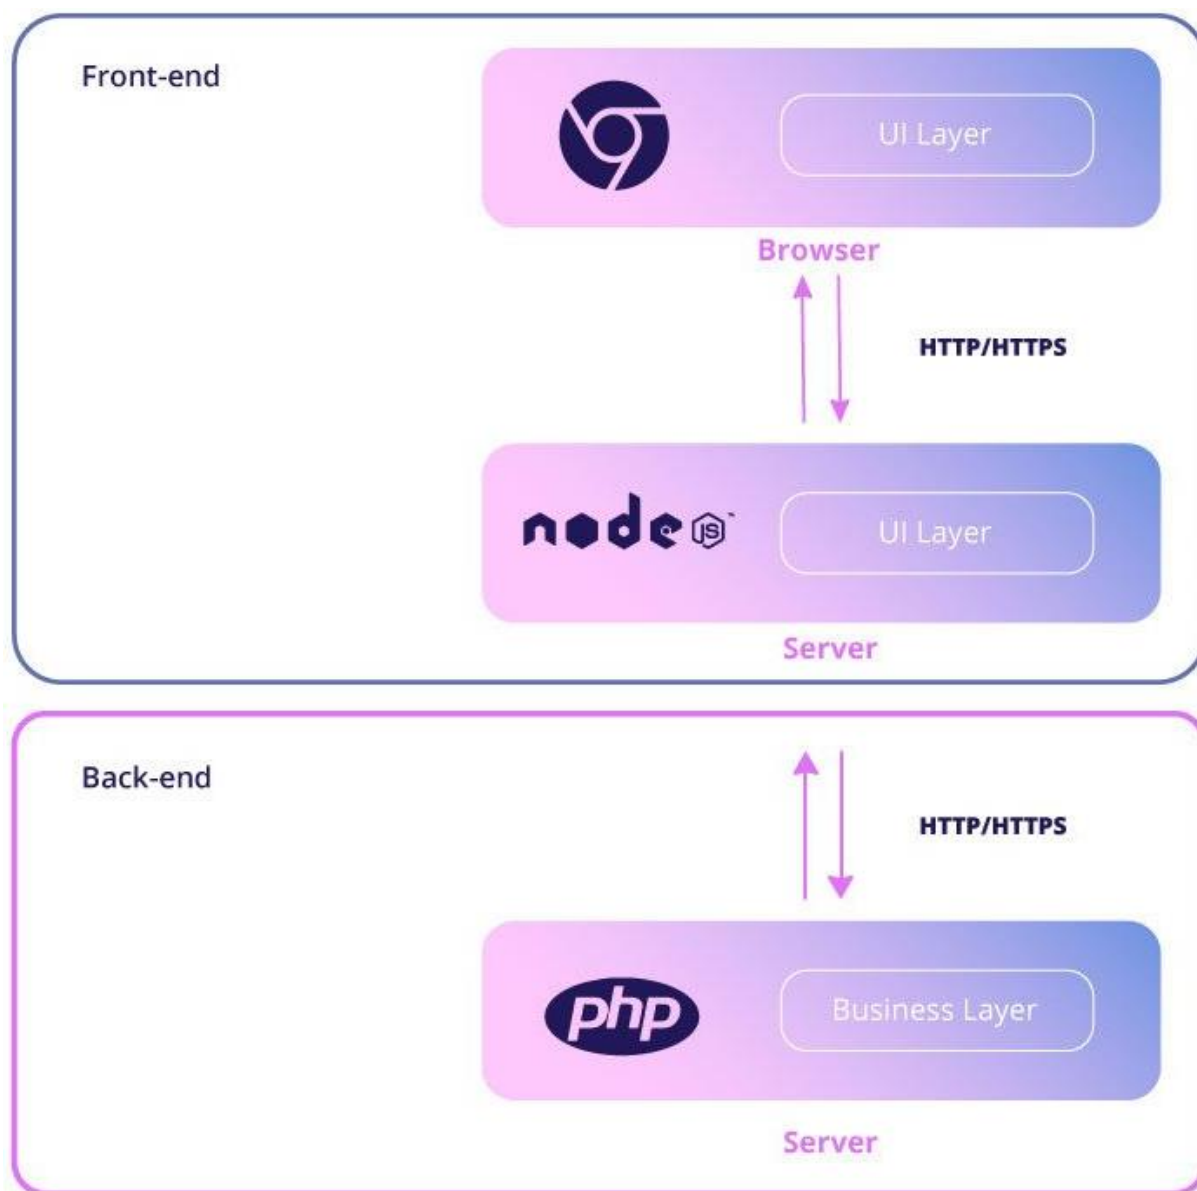 Front-end
UI Layer
Browser
HTTP/HTTPS
node JS™
UI Layer
Server
Back-end
HTTP/HTTPS
php
Business Layer
Server